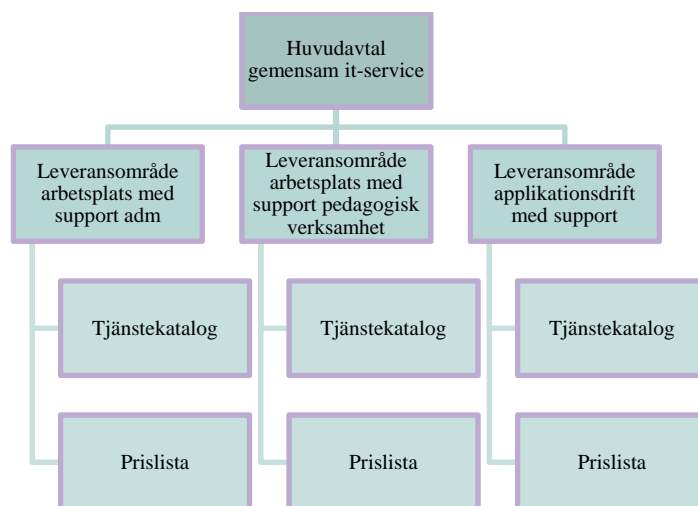 Huvudavtal
gemensam it-service
Leveransområde
arbetsplats med
support adm
Leveransområde
arbetsplats med
support pedagogisk
verksamhet
Leveransområde
applikationsdrift
med support
Tjänstekatalog
Tjänstekatalog
Tjänstekatalog
Prislista
Prislista
Prislista